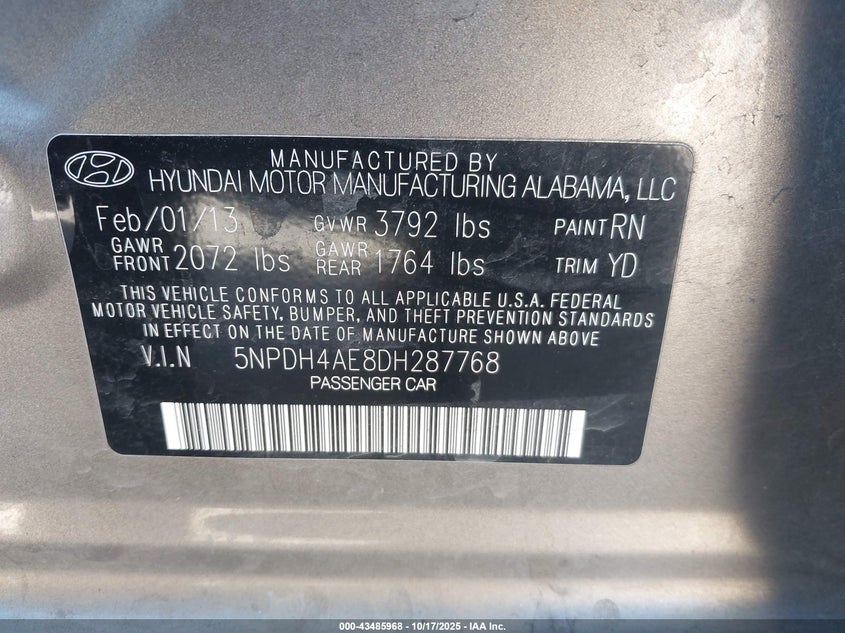 MANUFACTURED BY
HYUNDAI MOTOR MANUFACTURING ALABAMA, LLC
Feb/01/13 GVWR 3792 lbs PAINT RN
GAWR FRONT 2072 lbs GAWR REAR 1764 lbs TRIM YD
THIS VEHICLE CONFORMS TO ALL APPLICABLE U.S.A. FEDERAL
MOTOR VEHICLE SAFETY, BUMPER, AND THEFT PREVENTION STANDARDS
IN EFFECT ON THE DATE OF MANUFACTURE SHOWN ABOVE
V.I.N 5NPDH4AE8DH287768
PASSENGER CAR
000-43485968 - 10/17/2025 - IAA Inc.